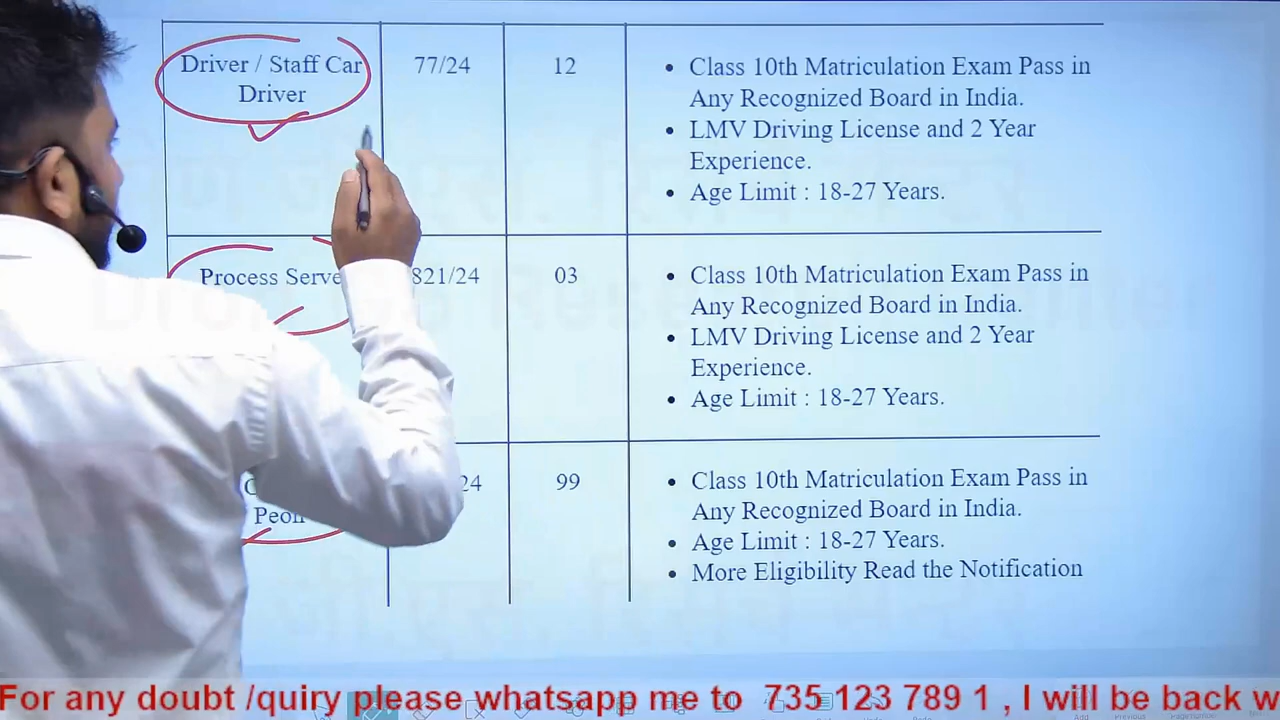 Driver / Staff Car
Driver
77/24
12
Class 10th Matriculation Exam Pass in
Any Recognized Board in India.
LMV Driving License and 2 Year
Experience.
Age Limit : 18-27 Years.
Process
821/24
03
Class 10th Matriculation Exam Pass in
Any Recognized Board in India.
LMV Driving License and 2 Year
Experience.
Age Limit : 18-27 Years.
Peon
24
99
Class 10th Matriculation Exam Pass in
Any Recognized Board in India.
Age Limit : 18-27 Years.
More Eligibility Read the Notification
For any doubt /quiry please whatsapp me to 735 123 789 1 , I will be back w